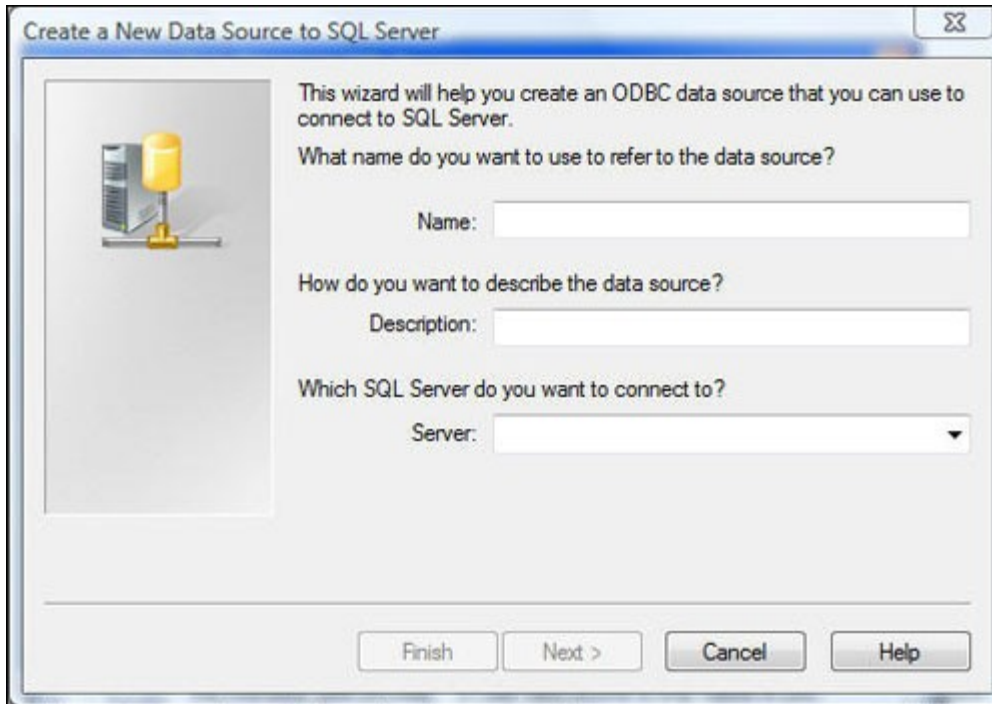 Create a New Data Source to SQL Server
This wizard will help you create an ODBC data source that you can use to
connect to SQL Server.
What name do you want to use to refer to the data source?
Name:
How do you want to describe the data source?
Description:
Which SQL Server do you want to connect to?
Server:
Finish
Next >
Cancel
Help